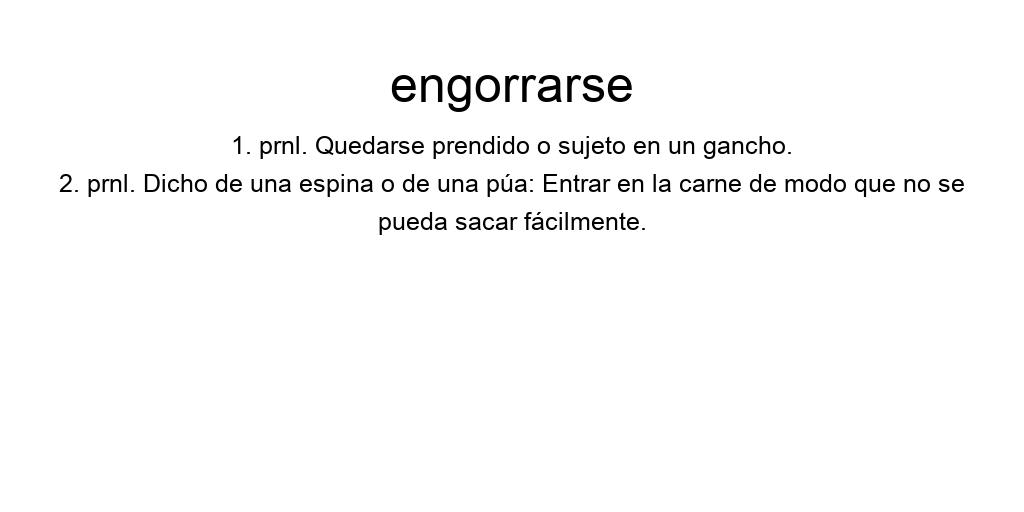 engorrarse
1. prnl. Quedarse prendido o sujeto en un gancho.
2. prnl. Dicho de una espina o de una púa: Entrar en la carne de modo que no se
pueda sacar fácilmente.